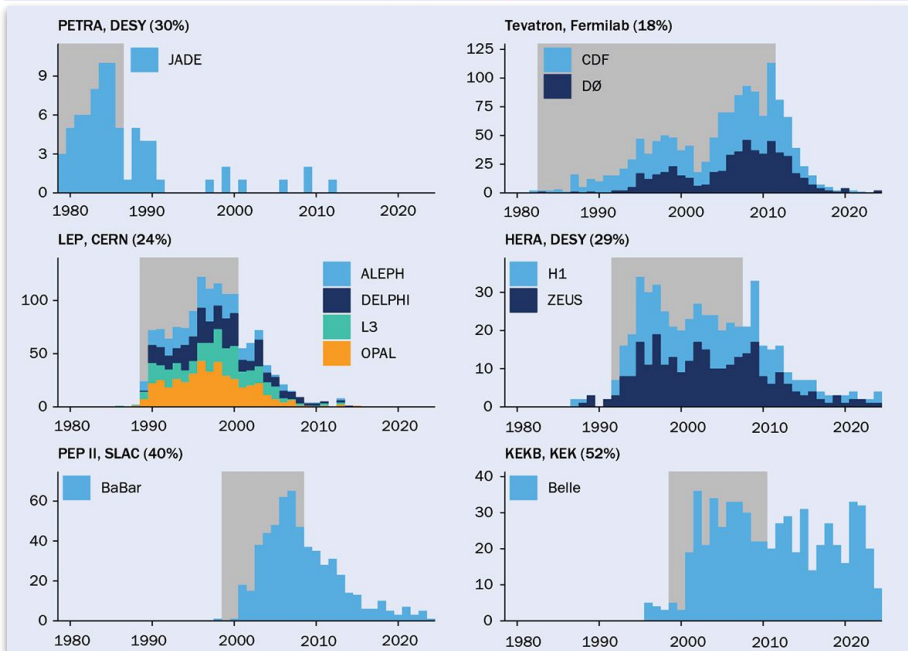 PETRA, DESY (30%)
JADE
9
6
3
0
1980 1990 2000 2010 2020
Tevatron, Fermilab (18%)
CDF
DØ
125
100
75
50
25
0
1980 1990 2000 2010 2020
LEP, CERN (24%)
ALEPH
DELPHI
L3
OPAL
100
50
0
1980 1990 2000 2010 2020
HERA, DESY (29%)
H1
ZEUS
30
20
10
0
1980 1990 2000 2010 2020
PEP II, SLAC (40%)
BaBar
60
40
20
0
1980 1990 2000 2010 2020
KEKB, KEK (52%)
Belle
40
30
20
10
0
1980 1990 2000 2010 2020